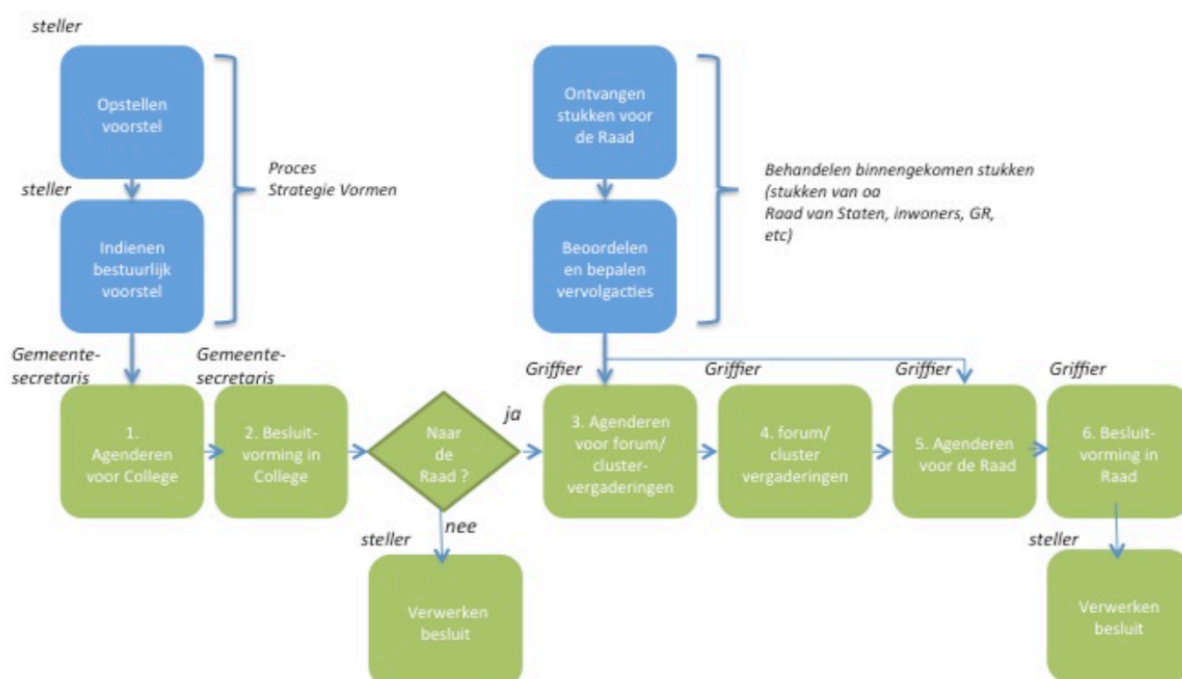 steller
Opstellen
voorstel
steller
Indienen
bestuurlijk
voorstel
Proces
Strategie Vormen
Ontvangen
stukken voor
de Raad
Beoordelen
en bepalen
vervolgacties
Behandelen binnengekomen stukken
(stukken van oa
Raad van Staten, inwoners, GR,
etc)
Gemeente-
secretaris
1.
Agenderen
voor College
Gemeente-
secretaris
2. Besluit-
vorming in
College
Naar
de
Raad ?
ja
nee
steller
Verwerken
besluit
Griffier
3. Agenderen
voor forum/
cluster-
vergaderingen
Griffier
4. forum/
cluster
vergaderingen
Griffier
5. Agenderen
voor de Raad
Griffier
6. Besluit-
vorming in
Raad
steller
Verwerken
besluit